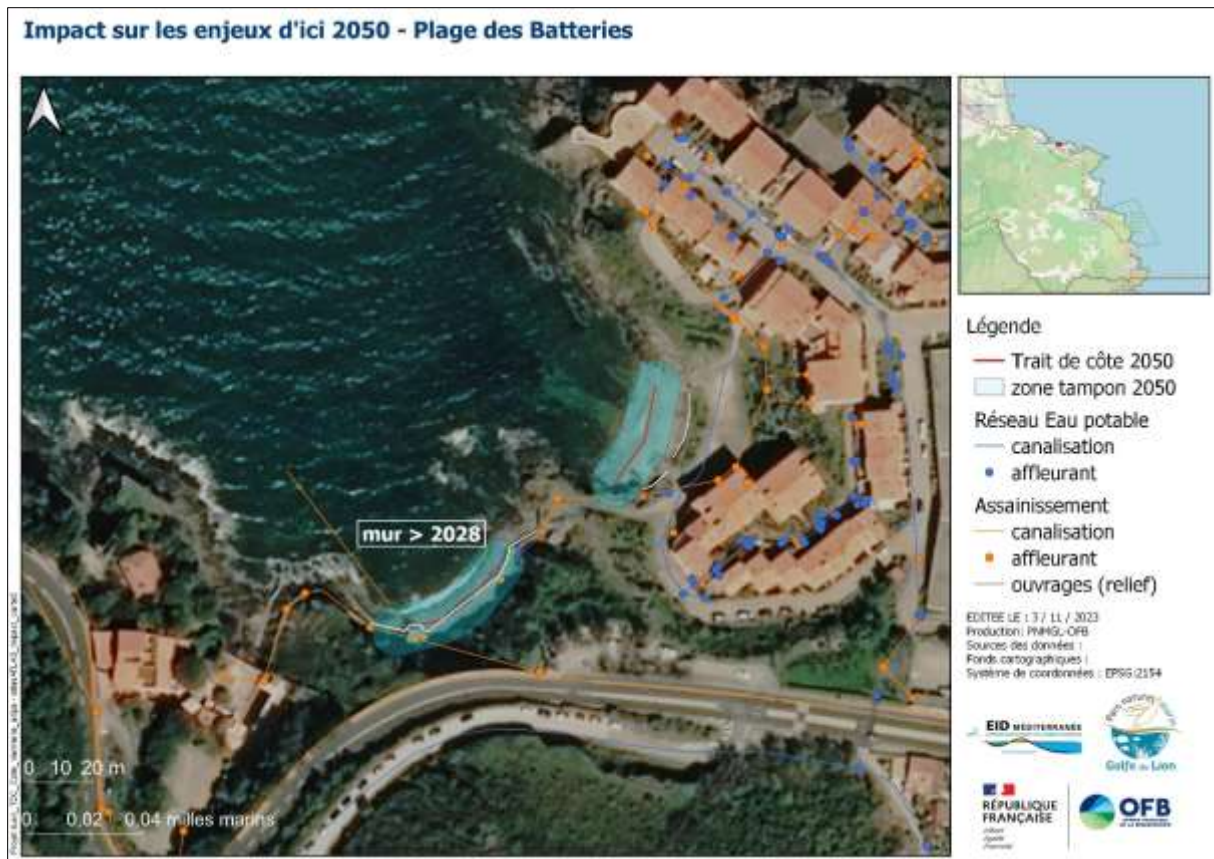 Impact sur les enjeux d'ici 2050 - Plage des Batteries
mur > 2028
0 10 20 m
0 0,02 0,04 milles marins
Légende
Trait de côte 2050
zone tampon 2050
Réseau Eau potable
canalisation
affleurant
Assainissement
canalisation
affleurant
ouvrages (relief)
EDITEE LE : 3 / 11 / 2023
Production: PNMGL-OFB
Sources des données :
Fonds cartographiques :
Système de coordonnées : EPSG:2154
EID MÉDITERRANÉE
Golfe du Lion
RÉPUBLIQUE
FRANÇAISE
OFB